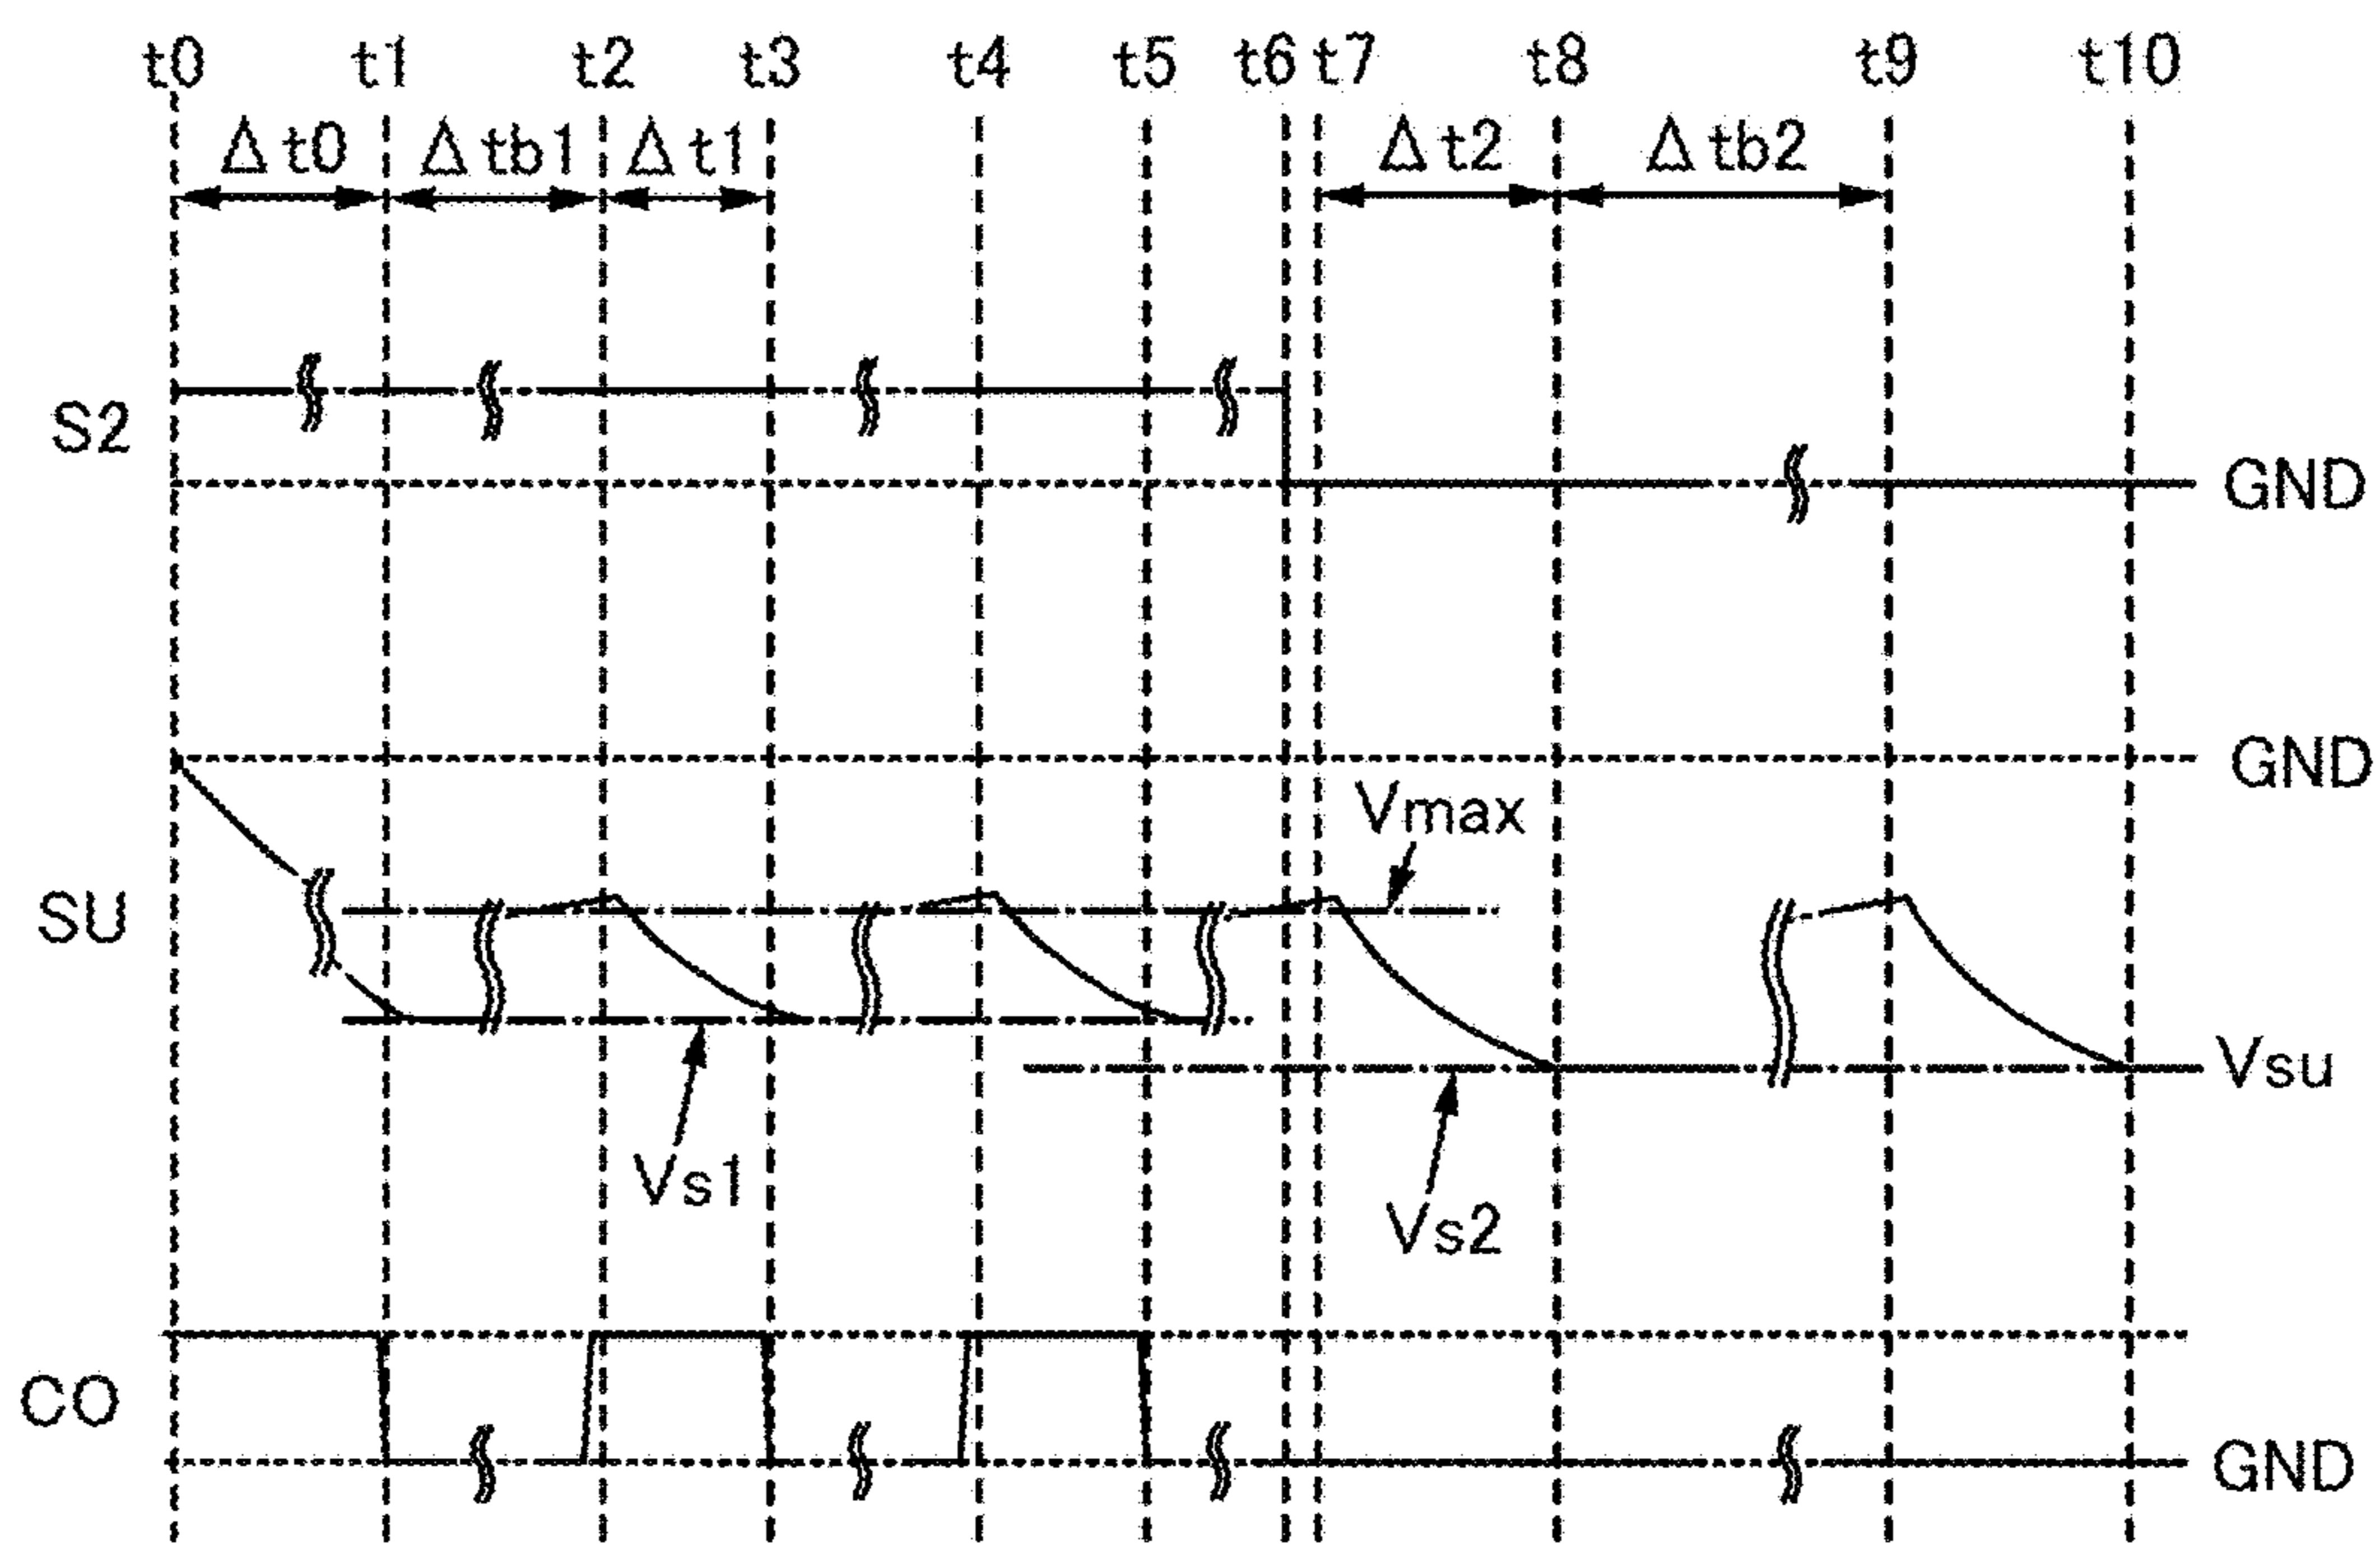 t0 t1 t2 t3 t4 t5 t6 t7 t8 t9 t10
Δt0 Δtb1 Δt1 Δt2 Δtb2
S2
GND
GND
Vmax
SU
Vsu
Vs1
Vs2
CO
GND